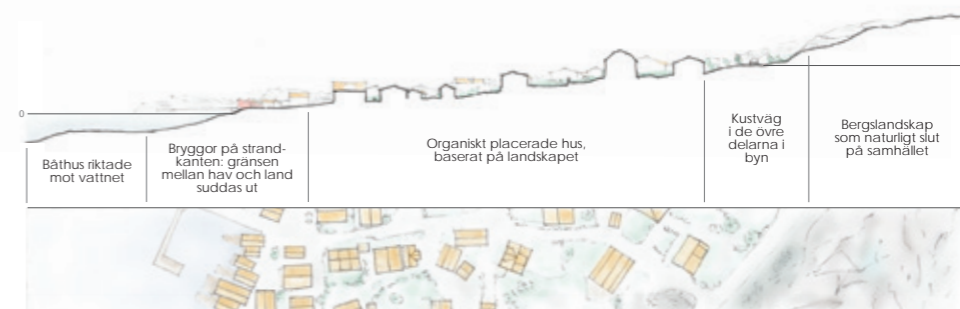 0
Båthus riktade
mot vattnet
Bryggor på strand-
kanten: gränsen
mellan hav och land
suddas ut
Organiskt placerade hus,
baserat på landskapet
Kustväg
i de övre
delarna i
byn
Bergslandskap
som naturligt slut
på samhället